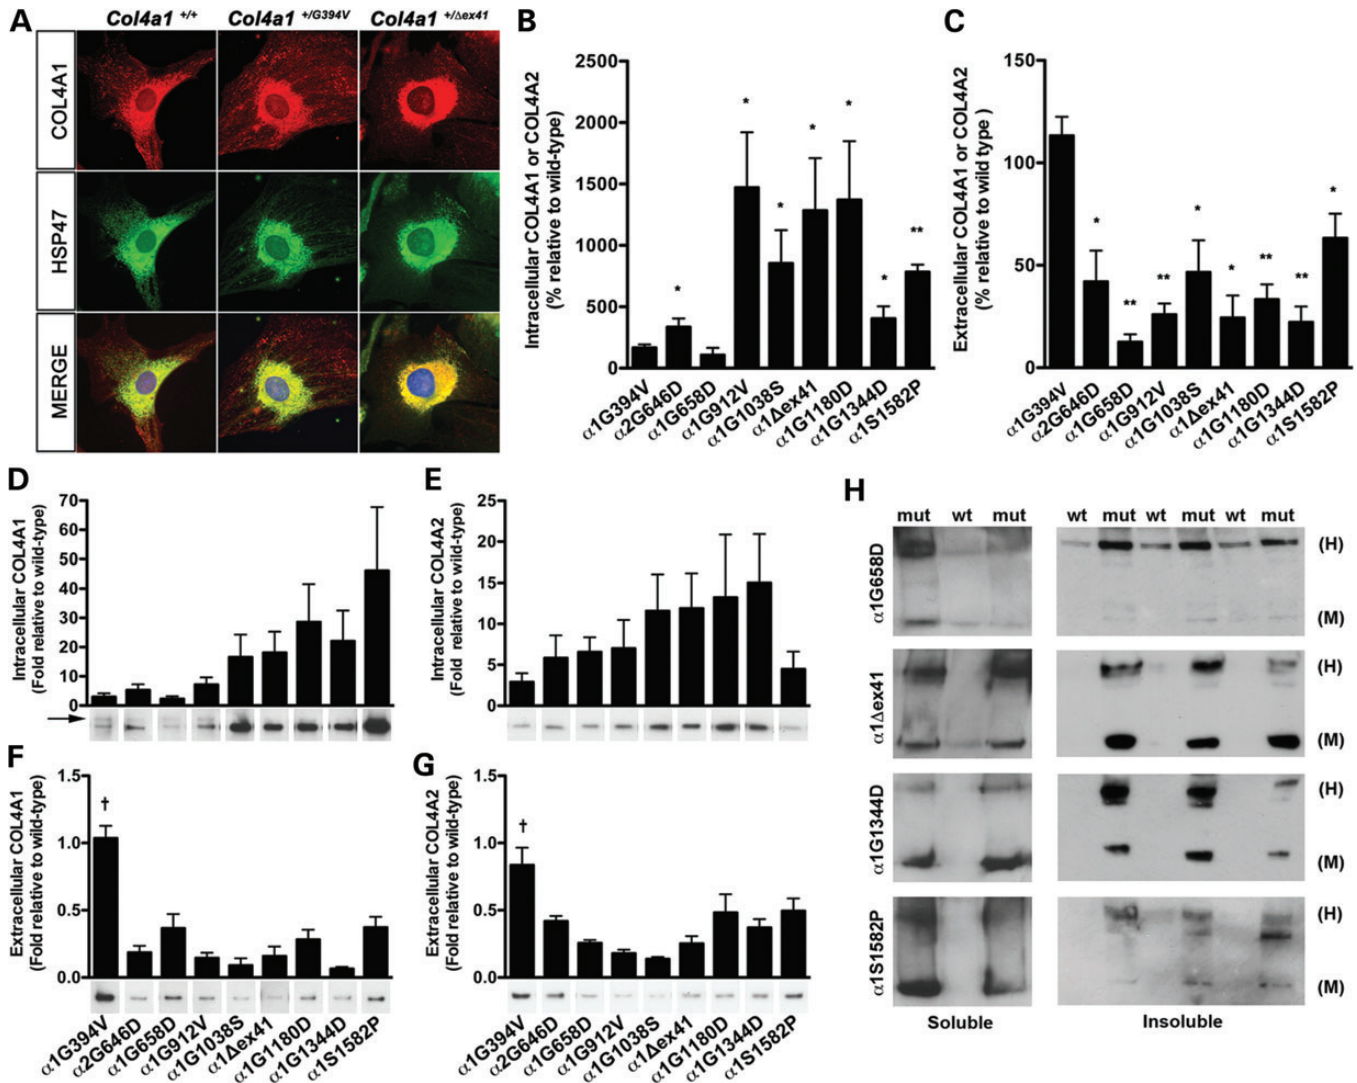 A
Col4a1 +/+
Col4a1 +/G394V
Col4a1 +/Δex41
COL4A1
HSP47
MERGE
B
Intracellular COL4A1 or COL4A2
(% relative to wild-type)
2500
2000
1500
1000
500
0
*
*
*
*
*
*
**
α1G394V
α2G646D
α1G658D
α1G912V
α1G1038S
α1Δex41
α1G1180D
α1G1344D
α1S1582P
C
Extracellular COL4A1 or COL4A2
(% relative to wild type )
150
100
50
0
*
**
**
*
*
**
**
*
α1G394V
α2G646D
α1G658D
α1G912V
α1G1038S
α1Δex41
α1G1180D
α1G1344D
α1S1582P
D
Intracellular COL4A1
(Fold relative to wild-type)
70
60
50
40
30
20
10
0
E
Intracellular COL4A2
(Fold relative to wild-type)
25
20
15
10
5
0
F
Extracellular COL4A1
(Fold relative to wild-type)
1.5
1.0
0.5
0.0
†
α1G394V
α2G646D
α1G658D
α1G912V
α1G1038S
α1Δex41
α1G1180D
α1G1344D
α1S1582P
G
Extracellular COL4A2
(Fold relative to wild-type)
1.5
1.0
0.5
0.0
†
α1G394V
α2G646D
α1G658D
α1G912V
α1G1038S
α1Δex41
α1G1180D
α1G1344D
α1S1582P
H
mut wt mut
wt mut wt mut wt mut
α1G658D
(H)
(M)
α1Δex41
(H)
(M)
α1G1344D
(H)
(M)
α1S1582P
(H)
(M)
Soluble
Insoluble